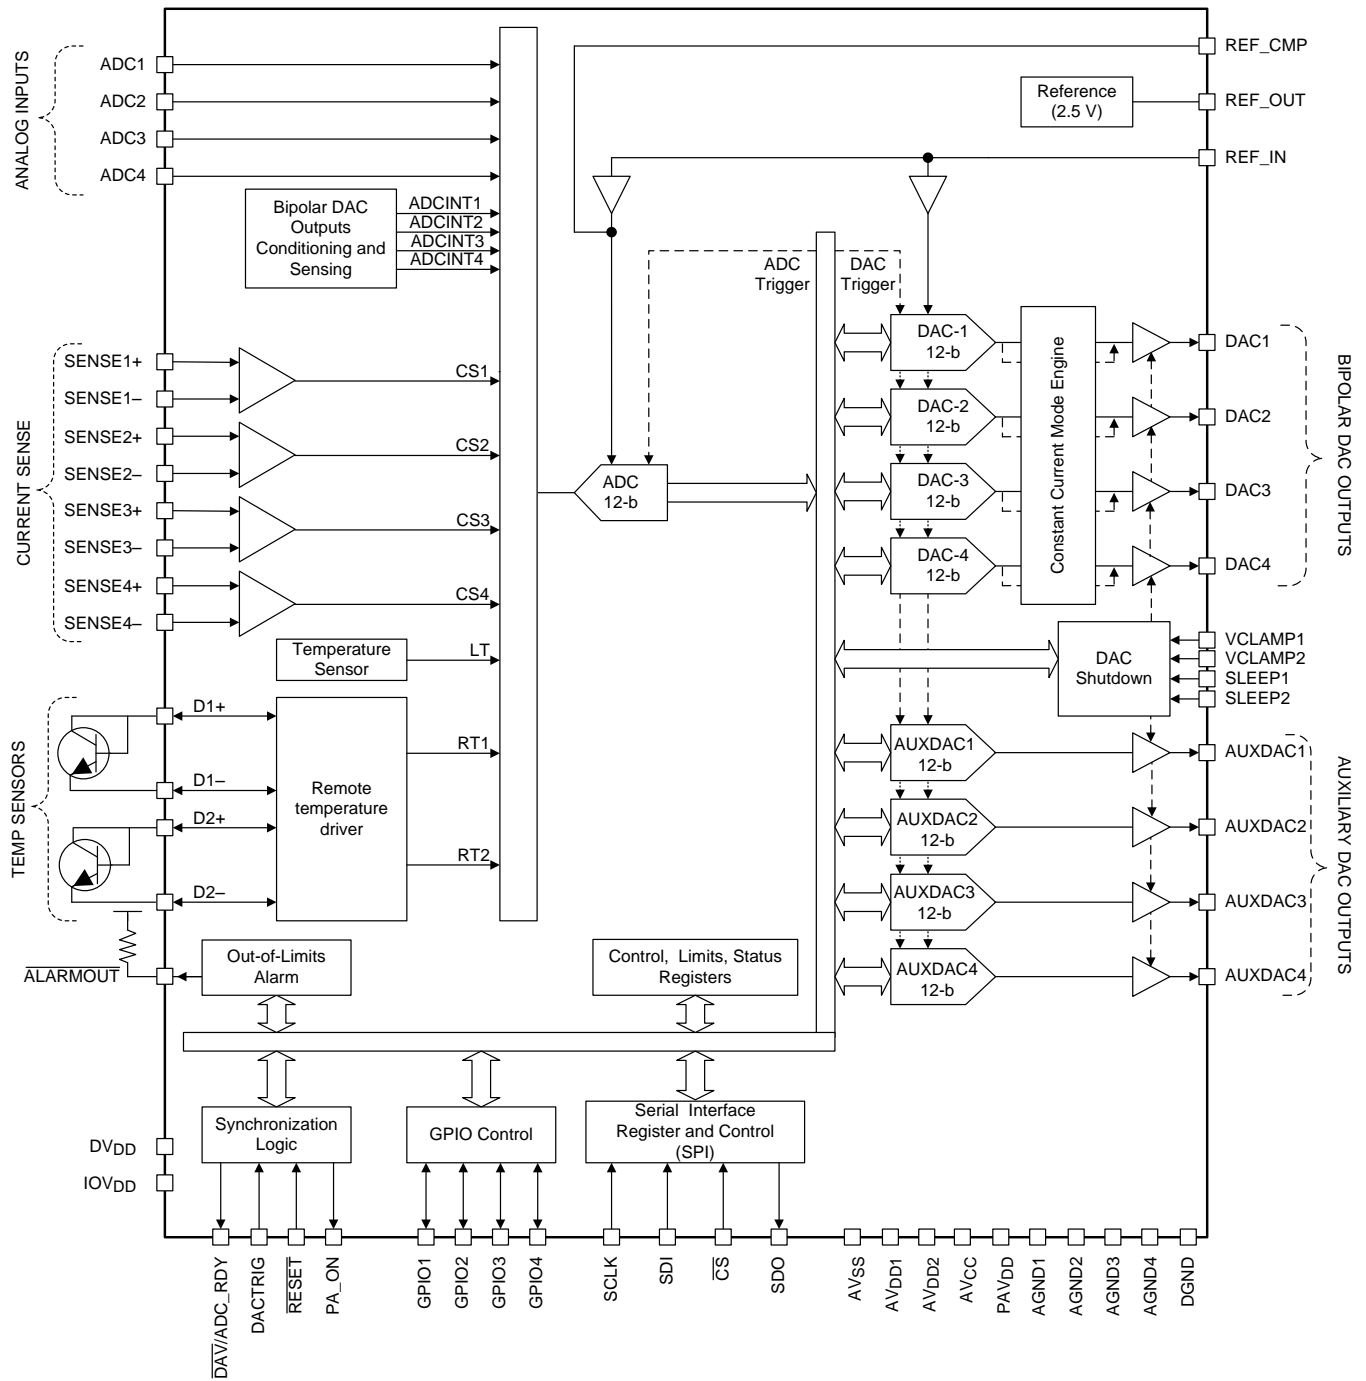 ANALOG INPUTS
ADC1
ADC2
ADC3
ADC4
Bipolar DAC
Outputs
Conditioning and
Sensing
ADCINT1
ADCINT2
ADCINT3
ADCINT4
CURRENT SENSE
SENSE1+
SENSE1–
SENSE2+
SENSE2–
SENSE3+
SENSE3–
SENSE4+
SENSE4–
CS1
CS2
CS3
CS4
Temperature
Sensor
LT
TEMP SENSORS
D1+
D1–
D2+
D2–
Remote
temperature
driver
RT1
RT2
ALARMOUT
Out-of-Limits
Alarm
Control, Limits, Status
Registers
REF_CMP
Reference
(2.5 V)
REF_OUT
REF_IN
ADC
Trigger
DAC
Trigger
ADC
12-b
DAC-1
12-b
DAC-2
12-b
DAC-3
12-b
DAC-4
12-b
Constant Current Mode Engine
DAC1
DAC2
DAC3
DAC4
BIPOLAR DAC OUTPUTS
DAC
Shutdown
VCLAMP1
VCLAMP2
SLEEP1
SLEEP2
AUXDAC1
12-b
AUXDAC2
12-b
AUXDAC3
12-b
AUXDAC4
12-b
AUXDAC1
AUXDAC2
AUXDAC3
AUXDAC4
AUXILIARY DAC OUTPUTS
Synchronization
Logic
GPIO Control
Serial Interface
Register and Control
(SPI)
DVDD
IOVDD
DAV/ADC_RDY
DACTRIG
RESET
PA_ON
GPIO1
GPIO2
GPIO3
GPIO4
SCLK
SDI
CS
SDO
AVSS
AVDD1
AVDD2
AVCC
PAVDD
AGND1
AGND2
AGND3
AGND4
DGND